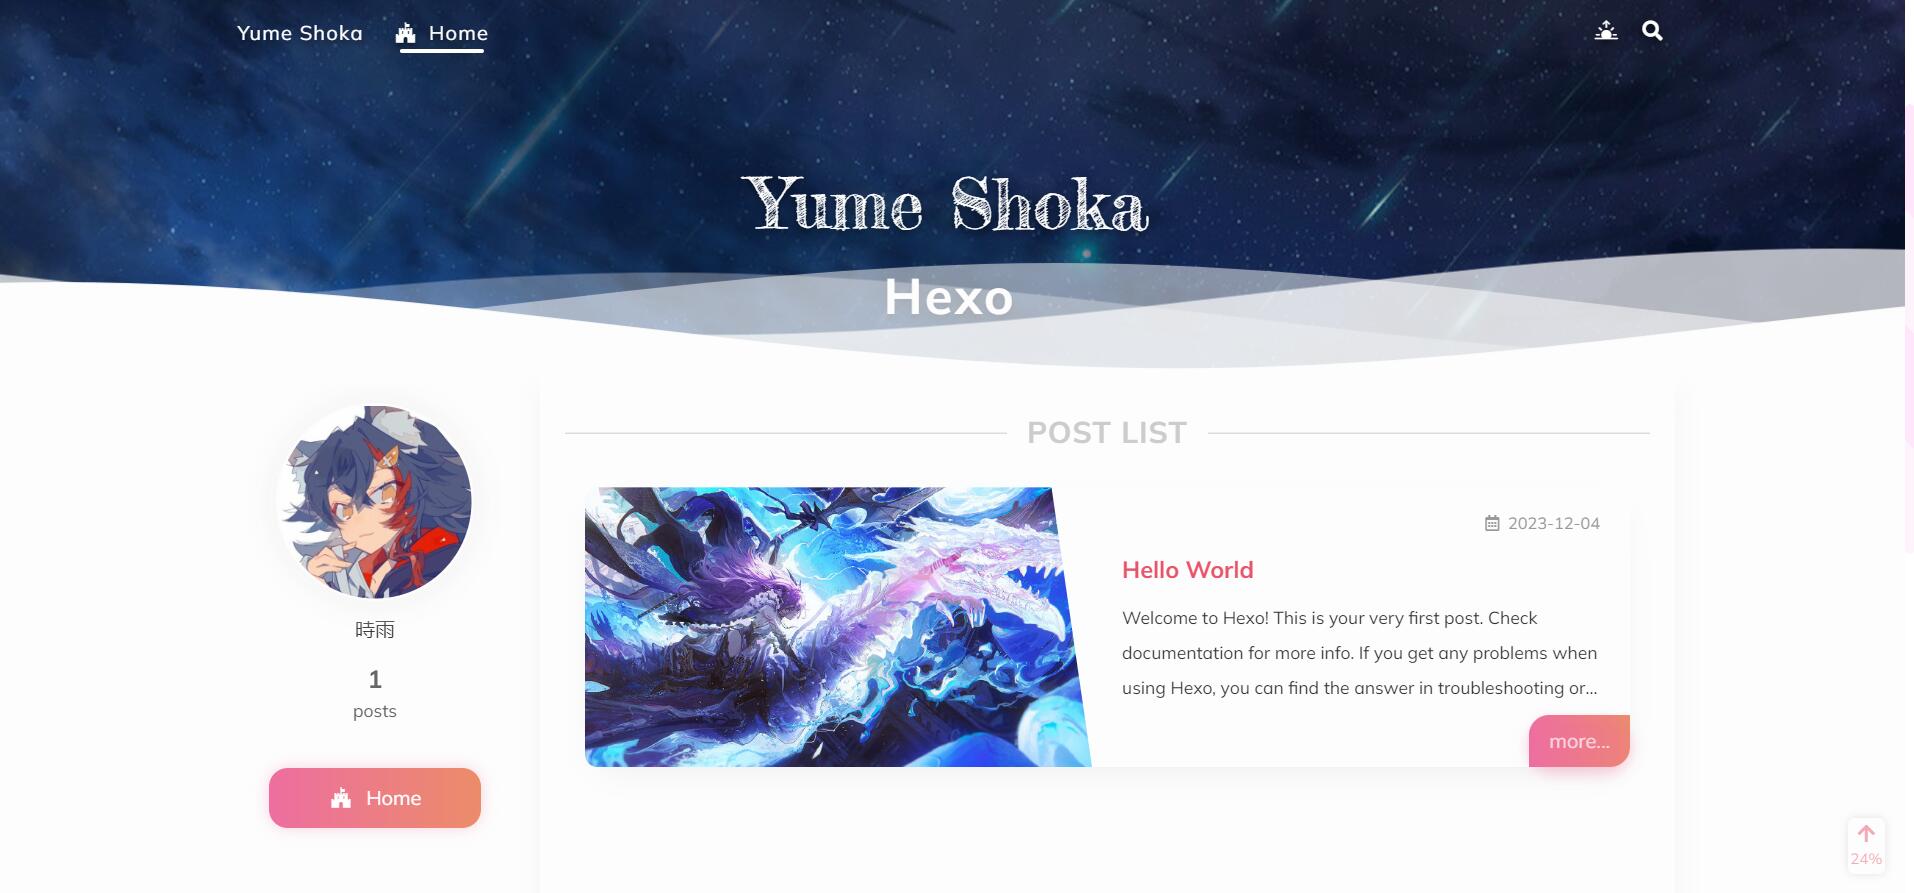 Yume Shoka
Home
Yume Shoka
Hexo
時雨
1
posts
Home
POST LIST
2023-12-04
Hello World
Welcome to Hexo! This is your very first post. Check
documentation for more info. If you get any problems when
using Hexo, you can find the answer in troubleshooting or...
more...
24%